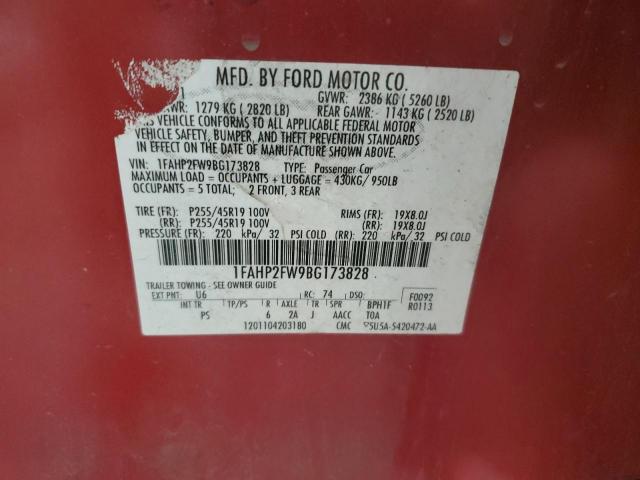 MFD. BY FORD MOTOR CO.
GVWR: 2386 KG ( 5260 LB)
1279 KG ( 2820 LB) REAR GAWR: 1143 KG ( 2520 LB)
THIS VEHICLE CONFORMS TO ALL APPLICABLE FEDERAL MOTOR
VEHICLE SAFETY, BUMPER, AND THEFT PREVENTION STANDARDS
IN EFFECT ON THE DATE OF MANUFACTURE SHOWN ABOVE.
VIN: 1FAHP2FW9BG173828 TYPE: Passenger Car
MAXIMUM LOAD = OCCUPANTS + LUGGAGE = 430KG/ 950LB
OCCUPANTS = 5 TOTAL; 2 FRONT, 3 REAR
TIRE (FR): P255/45R19 100V RIMS (FR): 19X8.0J
(RR): P255/45R19 100V (RR): 19X8.0J
PRESSURE (FR): 220 kPa/ 32 PSI COLD (RR): 220 kPa/ 32 PSI COLD
1FAHP2FW9BG173828
TRAILER TOWING - SEE OWNER GUIDE
EXT PNT: U6 RC: 74 DSO: F0092
INT TR TP/PS R AXLE TR SPR BPH1F R0113
PS 6 2A J AACC TOA
1201104203180 CMC 5U5A-5420472-AA